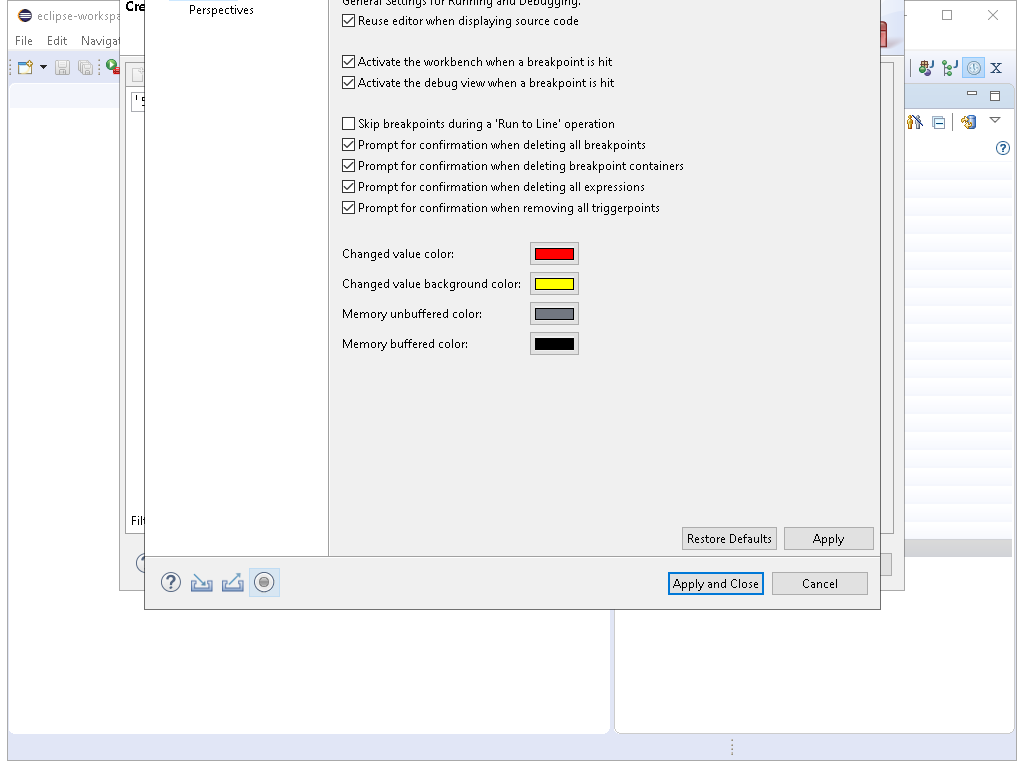 eclipse-workspa
Cre
File Edit Navigat
Perspectives
General Settings for Running and Debugging.
Reuse editor when displaying source code
Activate the workbench when a breakpoint is hit
Activate the debug view when a breakpoint is hit
Skip breakpoints during a 'Run to Line' operation
Prompt for confirmation when deleting all breakpoints
Prompt for confirmation when deleting breakpoint containers
Prompt for confirmation when deleting all expressions
Prompt for confirmation when removing all triggerpoints
Changed value color:
Changed value background color:
Memory unbuffered color:
Memory buffered color:
Filt
Restore Defaults Apply
Apply and Close Cancel